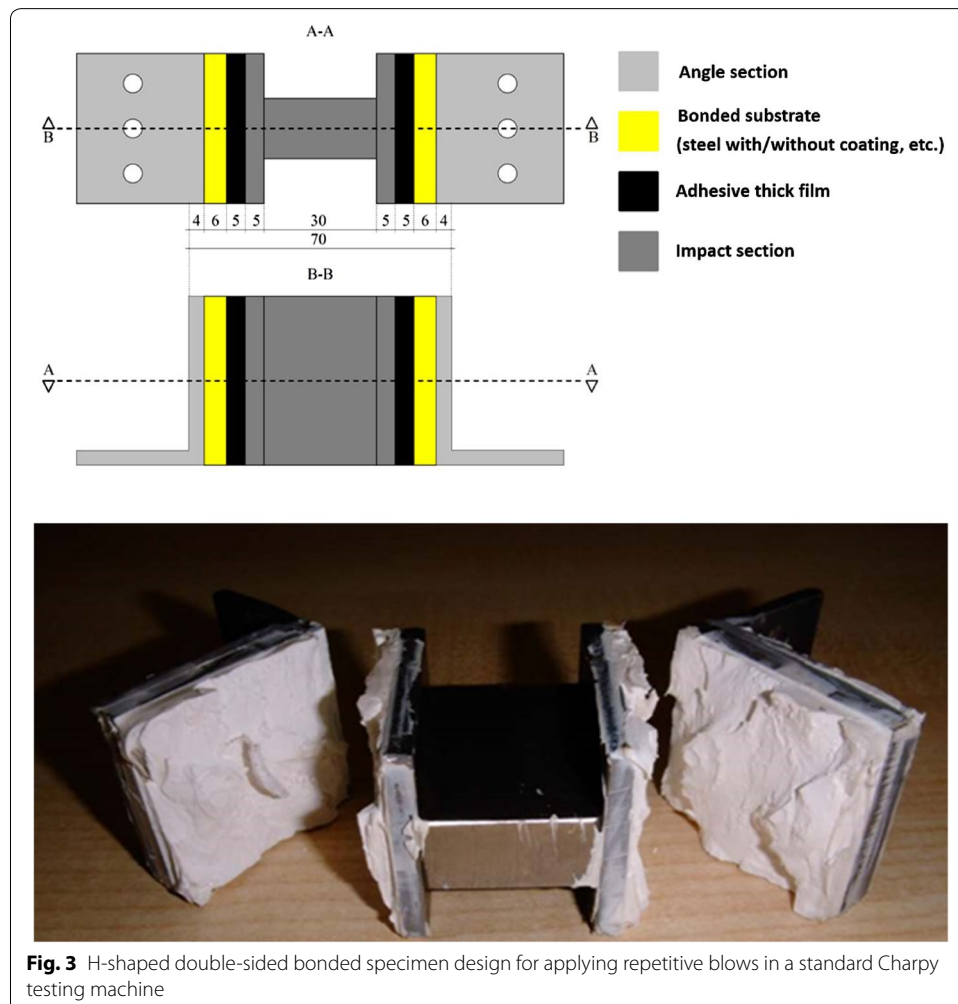 A-A
Angle section
Bonded substrate
(steel with/without coating, etc.)
B B
Adhesive thick film
4 6 5 5 30 5 5 6 4
70
Impact section
B-B
A A
Fig. 3 H-shaped double-sided bonded specimen design for applying repetitive blows in a standard Charpy
testing machine